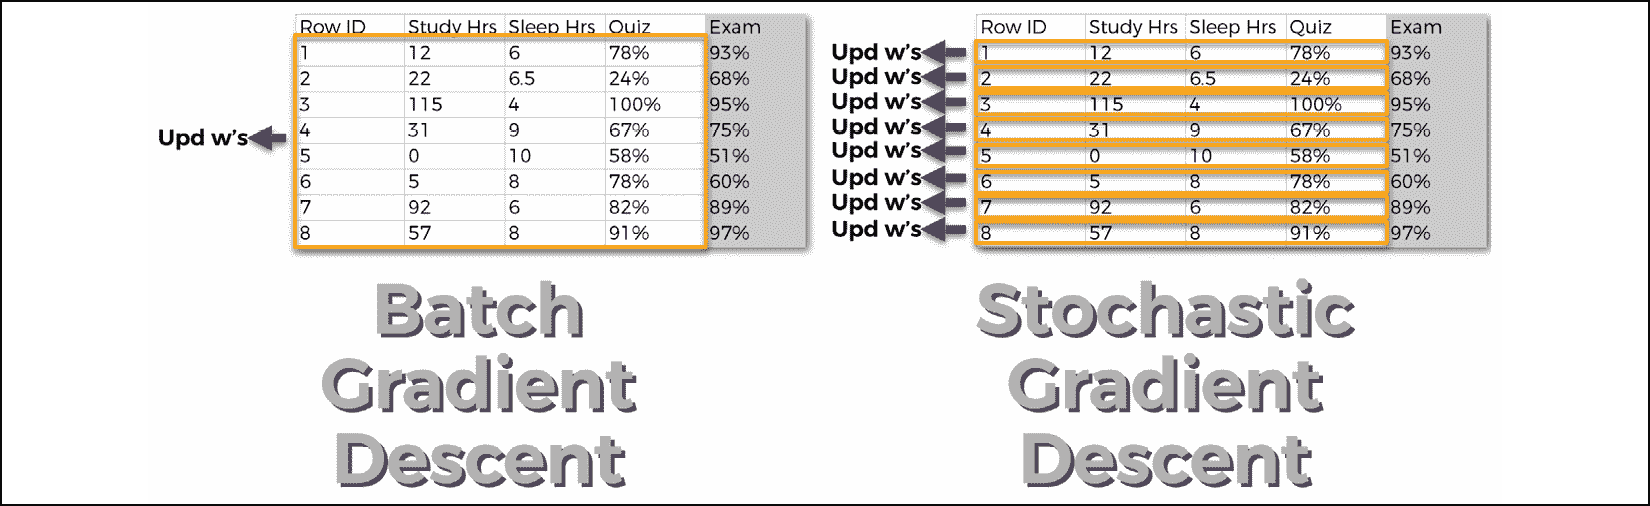 Row ID Study Hrs Sleep Hrs Quiz Exam
1 12 6 78% 93%
2 22 6.5 24% 68%
3 115 4 100% 95%
Upd w's 4 31 9 67% 75%
5 0 10 58% 51%
6 5 8 78% 60%
7 92 6 82% 89%
8 57 8 91% 97%
Batch
Gradient
Descent
Row ID Study Hrs Sleep Hrs Quiz Exam
Upd w's 1 12 6 78% 93%
Upd w's 2 22 6.5 24% 68%
Upd w's 3 115 4 100% 95%
Upd w's 4 31 9 67% 75%
Upd w's 5 0 10 58% 51%
Upd w's 6 5 8 78% 60%
Upd w's 7 92 6 82% 89%
Upd w's 8 57 8 91% 97%
Stochastic
Gradient
Descent